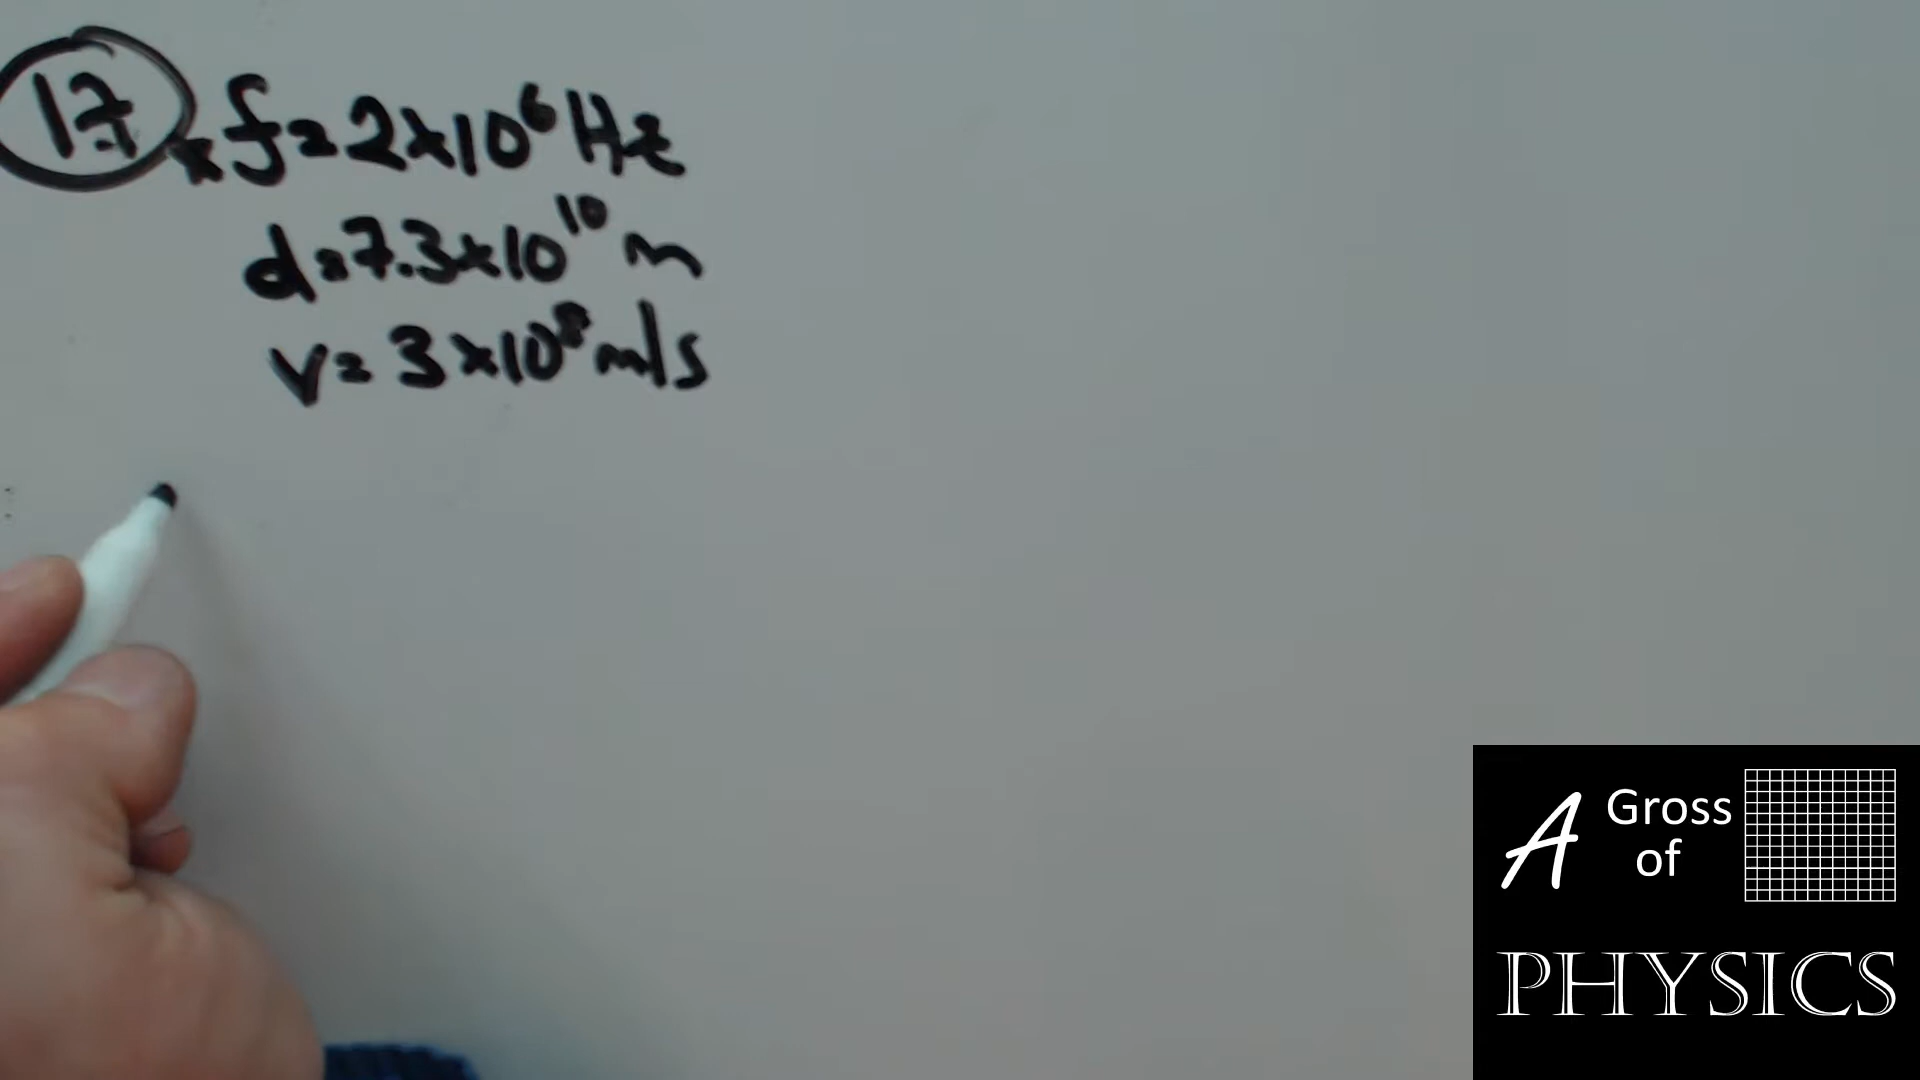 17
* f=2×10⁶ Hz
d=7.3×10¹⁰ m
v=3×10⁸ m/s
A Gross
of
PHYSICS